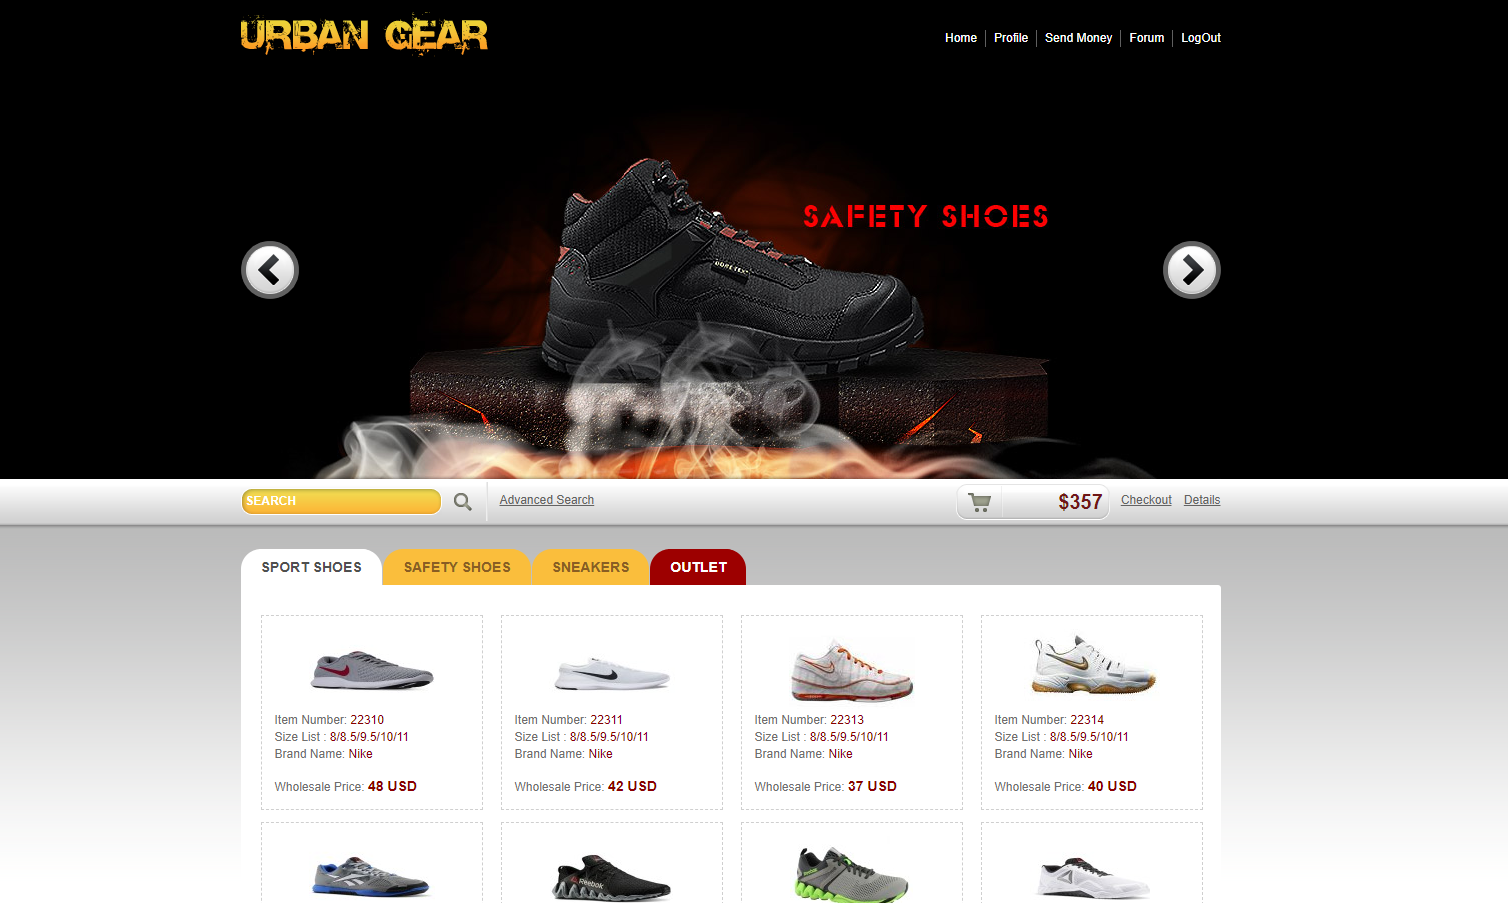 URBAN GEAR
Home Profile Send Money Forum LogOut
SAFETY SHOES
GORE-TEX
SEARCH Advanced Search $357 Checkout Details
SPORT SHOES SAFETY SHOES SNEAKERS OUTLET
Item Number: 22310
Size List : 8/8.5/9.5/10/11
Brand Name: Nike
Wholesale Price: 48 USD
Item Number: 22311
Size List : 8/8.5/9.5/10/11
Brand Name: Nike
Wholesale Price: 42 USD
Item Number: 22313
Size List : 8/8.5/9.5/10/11
Brand Name: Nike
Wholesale Price: 37 USD
Item Number: 22314
Size List : 8/8.5/9.5/10/11
Brand Name: Nike
Wholesale Price: 40 USD
Reebok